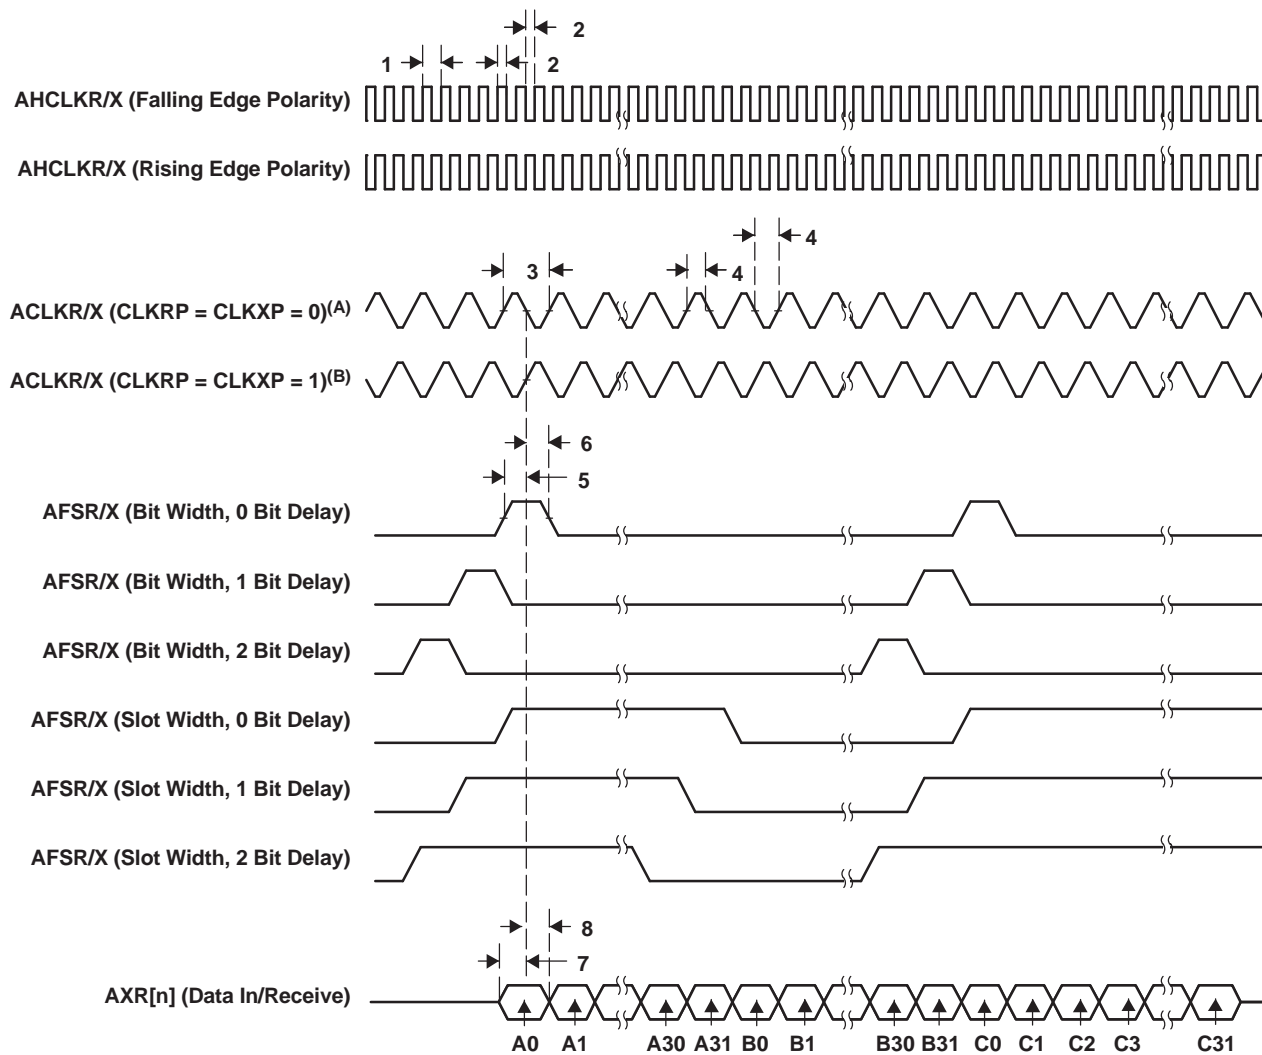 2
1
2
AHCLKR/X (Falling Edge Polarity)
AHCLKR/X (Rising Edge Polarity)
4
3
4
ACLKR/X (CLKRP = CLKXP = 0)(A)
ACLKR/X (CLKRP = CLKXP = 1)(B)
6
5
AFSR/X (Bit Width, 0 Bit Delay)
AFSR/X (Bit Width, 1 Bit Delay)
AFSR/X (Bit Width, 2 Bit Delay)
AFSR/X (Slot Width, 0 Bit Delay)
AFSR/X (Slot Width, 1 Bit Delay)
AFSR/X (Slot Width, 2 Bit Delay)
8
7
AXR[n] (Data In/Receive)
A0 A1 A30 A31 B0 B1 B30 B31 C0 C1 C2 C3 C31